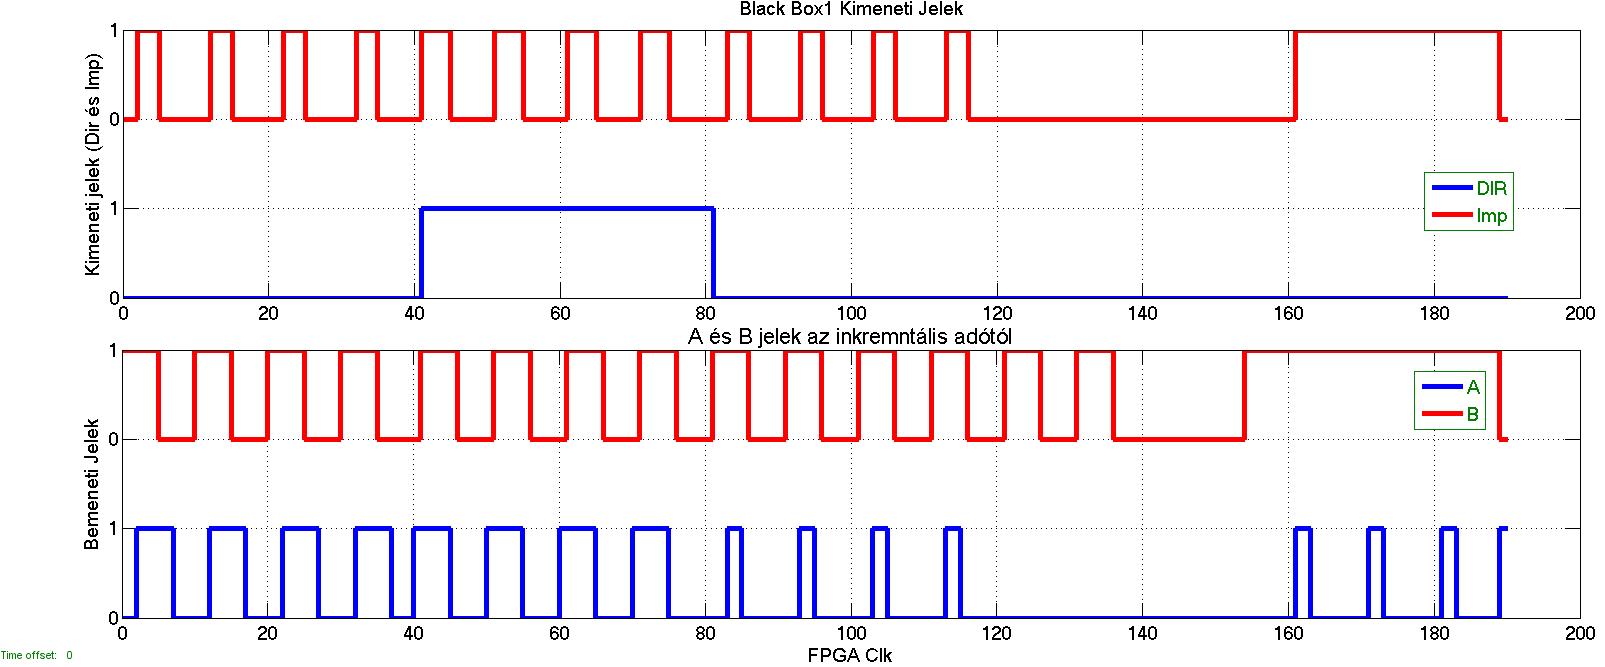 Black Box1 Kimeneti Jelek
Kimeneti jelek (Dir és Imp)
1
0
1
0
DIR
Imp
0 20 40 60 80 100 120 140 160 180 200
A és B jelek az inkremntális adótól
Bemeneti Jelek
1
0
1
0
A
B
0 20 40 60 80 100 120 140 160 180 200
FPGA Clk
Time offset: 0